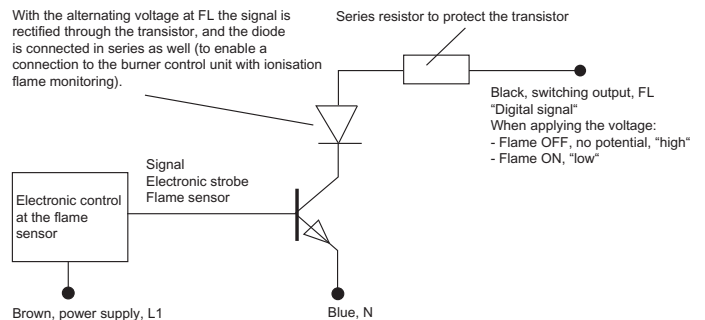 With the alternating voltage at FL the signal is
rectified through the transistor, and the diode
is connected in series as well (to enable a
connection to the burner control unit with ionisation
flame monitoring).
Series resistor to protect the transistor
Black, switching output, FL
“Digital signal“
When applying the voltage:
- Flame OFF, no potential, “high“
- Flame ON, “low“
Signal
Electronic strobe
Flame sensor
Electronic control
at the flame
sensor
Brown, power supply, L1
Blue, N